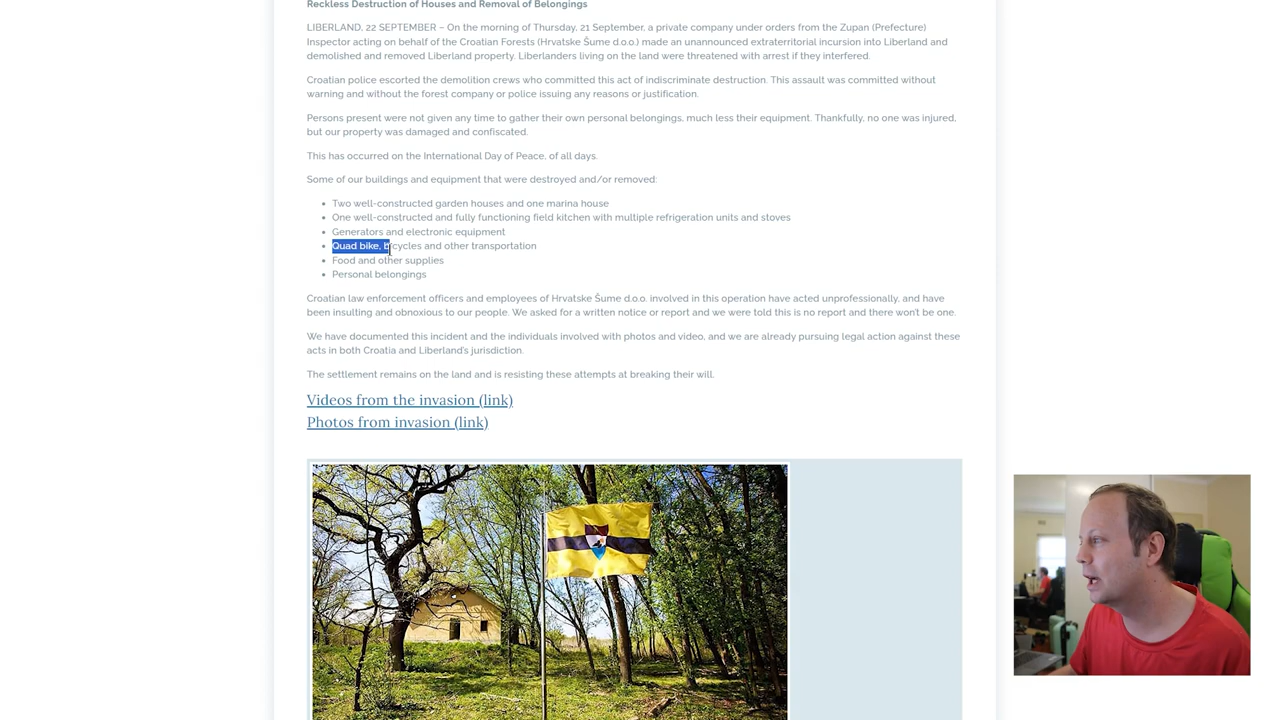 Reckless Destruction of Houses and Removal of Belongings
LIBERLAND, 22 SEPTEMBER – On the morning of Thursday, 21 September, a private company under orders from the Zupan (Prefecture)
Inspector acting on behalf of the Croatian Forests (Hrvatske Šume d.o.o.) made an unannounced extraterritorial incursion into Liberland and
demolished and removed Liberland property. Liberlanders living on the land were threatened with arrest if they interfered.
Croatian police escorted the demolition crews who committed this act of indiscriminate destruction. This assault was committed without
warning and without the forest company or police issuing any reasons or justification.
Persons present were not given any time to gather their own personal belongings, much less their equipment. Thankfully, no one was injured,
but our property was damaged and confiscated.
This has occurred on the International Day of Peace, of all days.
Some of our buildings and equipment that were destroyed and/or removed:
• Two well-constructed garden houses and one marina house
• One well-constructed and fully functioning field kitchen with multiple refrigeration units and stoves
• Generators and electronic equipment
• Quad bike, bicycles and other transportation
• Food and other supplies
• Personal belongings
Croatian law enforcement officers and employees of Hrvatske Šume d.o.o. involved in this operation have acted unprofessionally, and have
been insulting and obnoxious to our people. We asked for a written notice or report and we were told this is no report and there won't be one.
We have documented this incident and the individuals involved with photos and video, and we are already pursuing legal action against these
acts in both Croatia and Liberland's jurisdiction.
The settlement remains on the land and is resisting these attempts at breaking their will.
Videos from the invasion (link)
Photos from invasion (link)